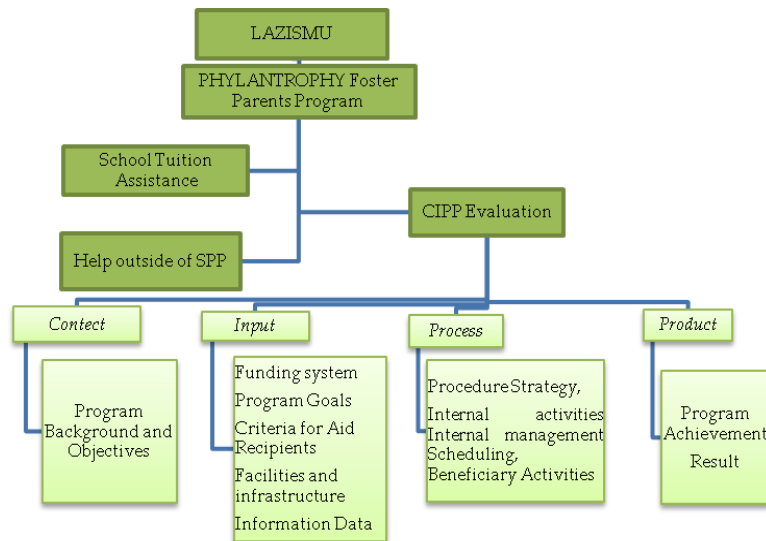 LAZISMU
PHYLANTROPHY Foster
Parents Program
School Tuition
Assistance
CIPP Evaluation
Help outside of SPP
Contect
Input
Process
Product
Program
Background and
Objectives
Funding system
Program Goals
Criteria for Aid
Recipients
Facilities and
infrastructure
Information Data
Procedure Strategy,
Internal activities
Internal management
Scheduling,
Beneficiary Activities
Program
Achievement
Result